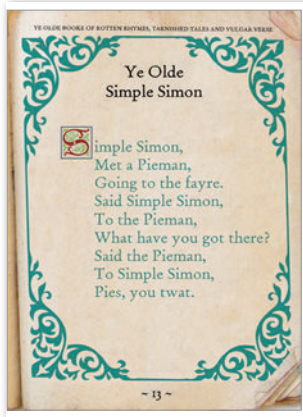 YE OLDE BOOKE OF ROTTEN RHYMES, TARNISHED TALES AND VULGAR VERSE
Ye Olde
Simple Simon
Simple Simon,
Met a Pieman,
Going to the fayre.
Said Simple Simon,
To the Pieman,
What have you got there?
Said the Pieman,
To Simple Simon,
Pies, you twat.
~ 13 ~